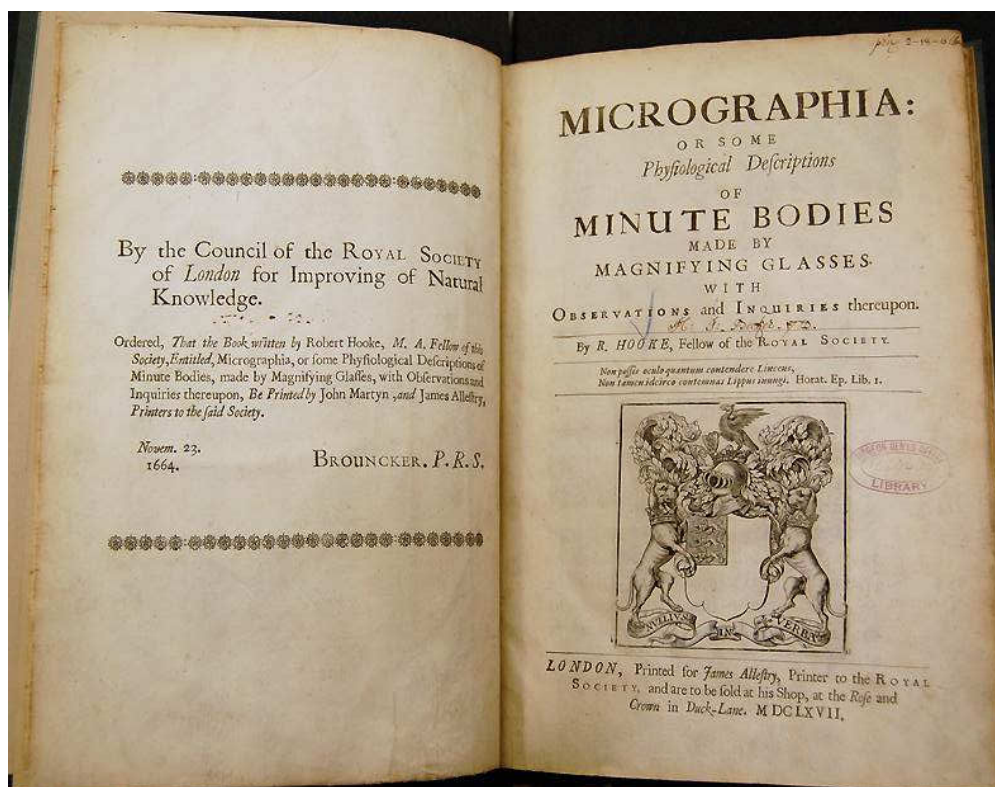 By the Council of the ROYAL SOCIETY
of London for Improving of Natural
Knowledge.
Ordered, That the Book written by Robert Hooke, M. A. Fellow of this
Society, Entitled, Micrographia, or ſome Phyſiological Deſcriptions of
Minute Bodies, made by Magnifying Glaſſes, with Obſervations and
Inquiries thereupon, Be Printed by John Martyn, and James Alleſtry,
Printers to the ſaid Society.
Novem. 23.
1664.
BROUNCKER. P. R. S.
MICROGRAPHIA:
OR SOME
Phyſiological Deſcriptions
OF
MINUTE BODIES
MADE BY
MAGNIFYING GLASSES.
WITH
OBSERVATIONS and INQUIRIES thereupon.
By R. HOOKE, Fellow of the ROYAL SOCIETY.
Non poſſis oculo quantum contendere Linceus,
Non tamen idcirco contemnas Lippus inungi. Horat. Ep. Lib. 1.
LIBRARY
NULLIUS IN VERBA
LONDON, Printed for James Alleſtry, Printer to the ROYAL
SOCIETY, and are to be ſold at his Shop, at the Roſe and
Crown in Duck-Lane. MDCLXVII.